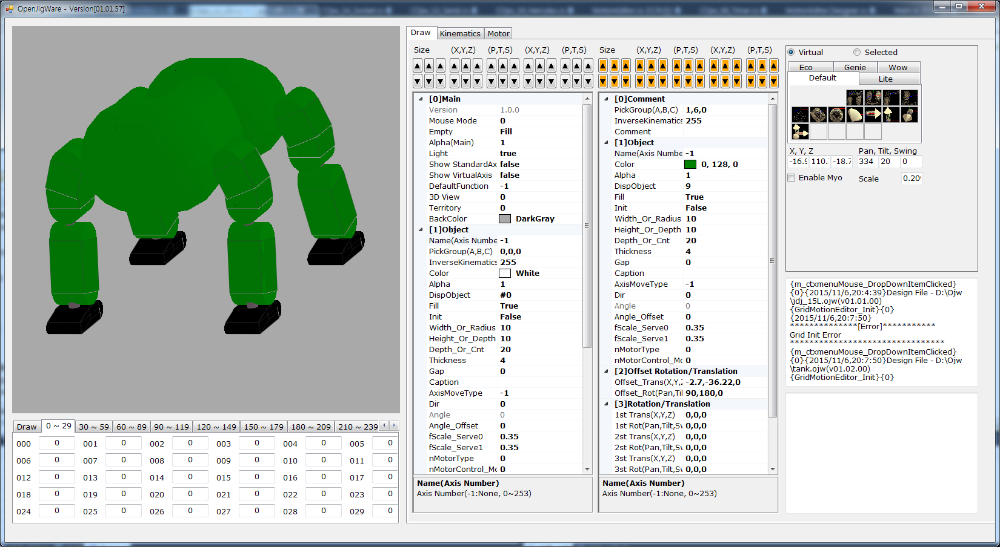 OpenJigWare - Version[01.01.57]
Draw Kinematics Motor
Size (X,Y,Z) (P,T,S) (X,Y,Z) (P,T,S) Size (X,Y,Z) (P,T,S) (X,Y,Z) (P,T,S)
[0]Main
Version 1.0.0
Mouse Mode 0
Empty Fill
Alpha(Main) 1
Light true
Show StandardAx false
Show VirtualAxis false
DefaultFunction -1
3D View 0
Territory 0
BackColor DarkGray
[1]Object
Name(Axis Numbe -1
PickGroup(A,B,C) 0,0,0
InverseKinematics 255
Color White
Alpha 1
DispObject #0
Fill True
Init False
Width_Or_Radius 10
Height_Or_Depth 10
Depth_Or_Cnt 20
Thickness 4
Gap 0
Caption
AxisMoveType -1
Dir 0
Angle 0
Angle_Offset 0
fScale_Serve0 0.35
fScale_Serve1 0.35
nMotorType 0
nMotorControl_Mo 0
Name(Axis Number)
Axis Number(-1:None, 0~253)
[0]Comment
PickGroup(A,B,C) 1,6,0
InverseKinematics 255
Comment
[1]Object
Name(Axis Numbe -1
Color 0, 128, 0
Alpha 1
DispObject 9
Fill True
Init False
Width_Or_Radius 10
Height_Or_Depth 10
Depth_Or_Cnt 20
Thickness 4
Gap 0
Caption
AxisMoveType -1
Dir 0
Angle 0
Angle_Offset 0
fScale_Serve0 0.35
fScale_Serve1 0.35
nMotorType 0
nMotorControl_Mo 0
[2]Offset Rotation/Translation
Offset_Trans(X,Y,Z -2.7,-36.22,0
Offset_Rot(Pan,Til 90,180,0
[3]Rotation/Translation
1st Trans(X,Y,Z) 0,0,0
1st Rot(Pan,Tilt,Sv 0,0,0
2st Trans(X,Y,Z) 0,0,0
2st Rot(Pan,Tilt,Sv 0,0,0
3st Trans(X,Y,Z) 0,0,0
3st Rot(Pan,Tilt,Sv 0,0,0
Name(Axis Number)
Axis Number(-1:None, 0~253)
Virtual Selected
Eco Genie Wow
Default Lite
X, Y, Z Pan, Tilt, Swing
-16.9 110. -18.7 334 20 0
Enable Myo Scale 0.209
{m_ctxmenuMouse_DropDownItemClicked}
{0}{2015/11/6,20:4:39}Design File - D:\Ojw
\jdj_15L.ojw(v01.01.00)
{GridMotionEditor_Init}{0}
{2015/11/6,20:7:50}
**************[Error]***********
Grid Init Error
********************************
{m_ctxmenuMouse_DropDownItemClicked}
{0}{2015/11/6,20:7:50}Design File - D:\Ojw
\tank.ojw(v01.02.00)
{GridMotionEditor_Init}{0}
Draw 0 ~ 29 30 ~ 59 60 ~ 89 90 ~ 119 120 ~ 149 150 ~ 179 180 ~ 209 210 ~ 239
000 0 001 0 002 0 003 0 004 0 005 0
006 0 007 0 008 0 009 0 010 0 011 0
012 0 013 0 014 0 015 0 016 0 017 0
018 0 019 0 020 0 021 0 022 0 023 0
024 0 025 0 026 0 027 0 028 0 029 0